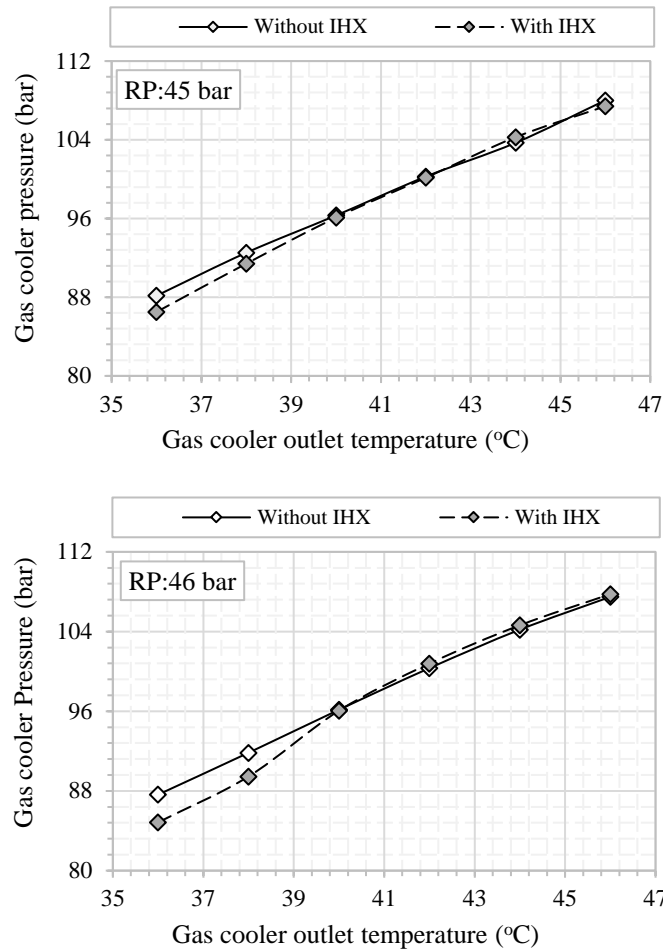 Without IHX With IHX
112
RP:45 bar
104
96
88
80
Gas cooler pressure (bar)
35 37 39 41 43 45 47
Gas cooler outlet temperature (ᵒC)
Without IHX With IHX
112
RP:46 bar
104
96
88
80
Gas cooler Pressure (bar)
35 37 39 41 43 45 47
Gas cooler outlet temperature (ᵒC)